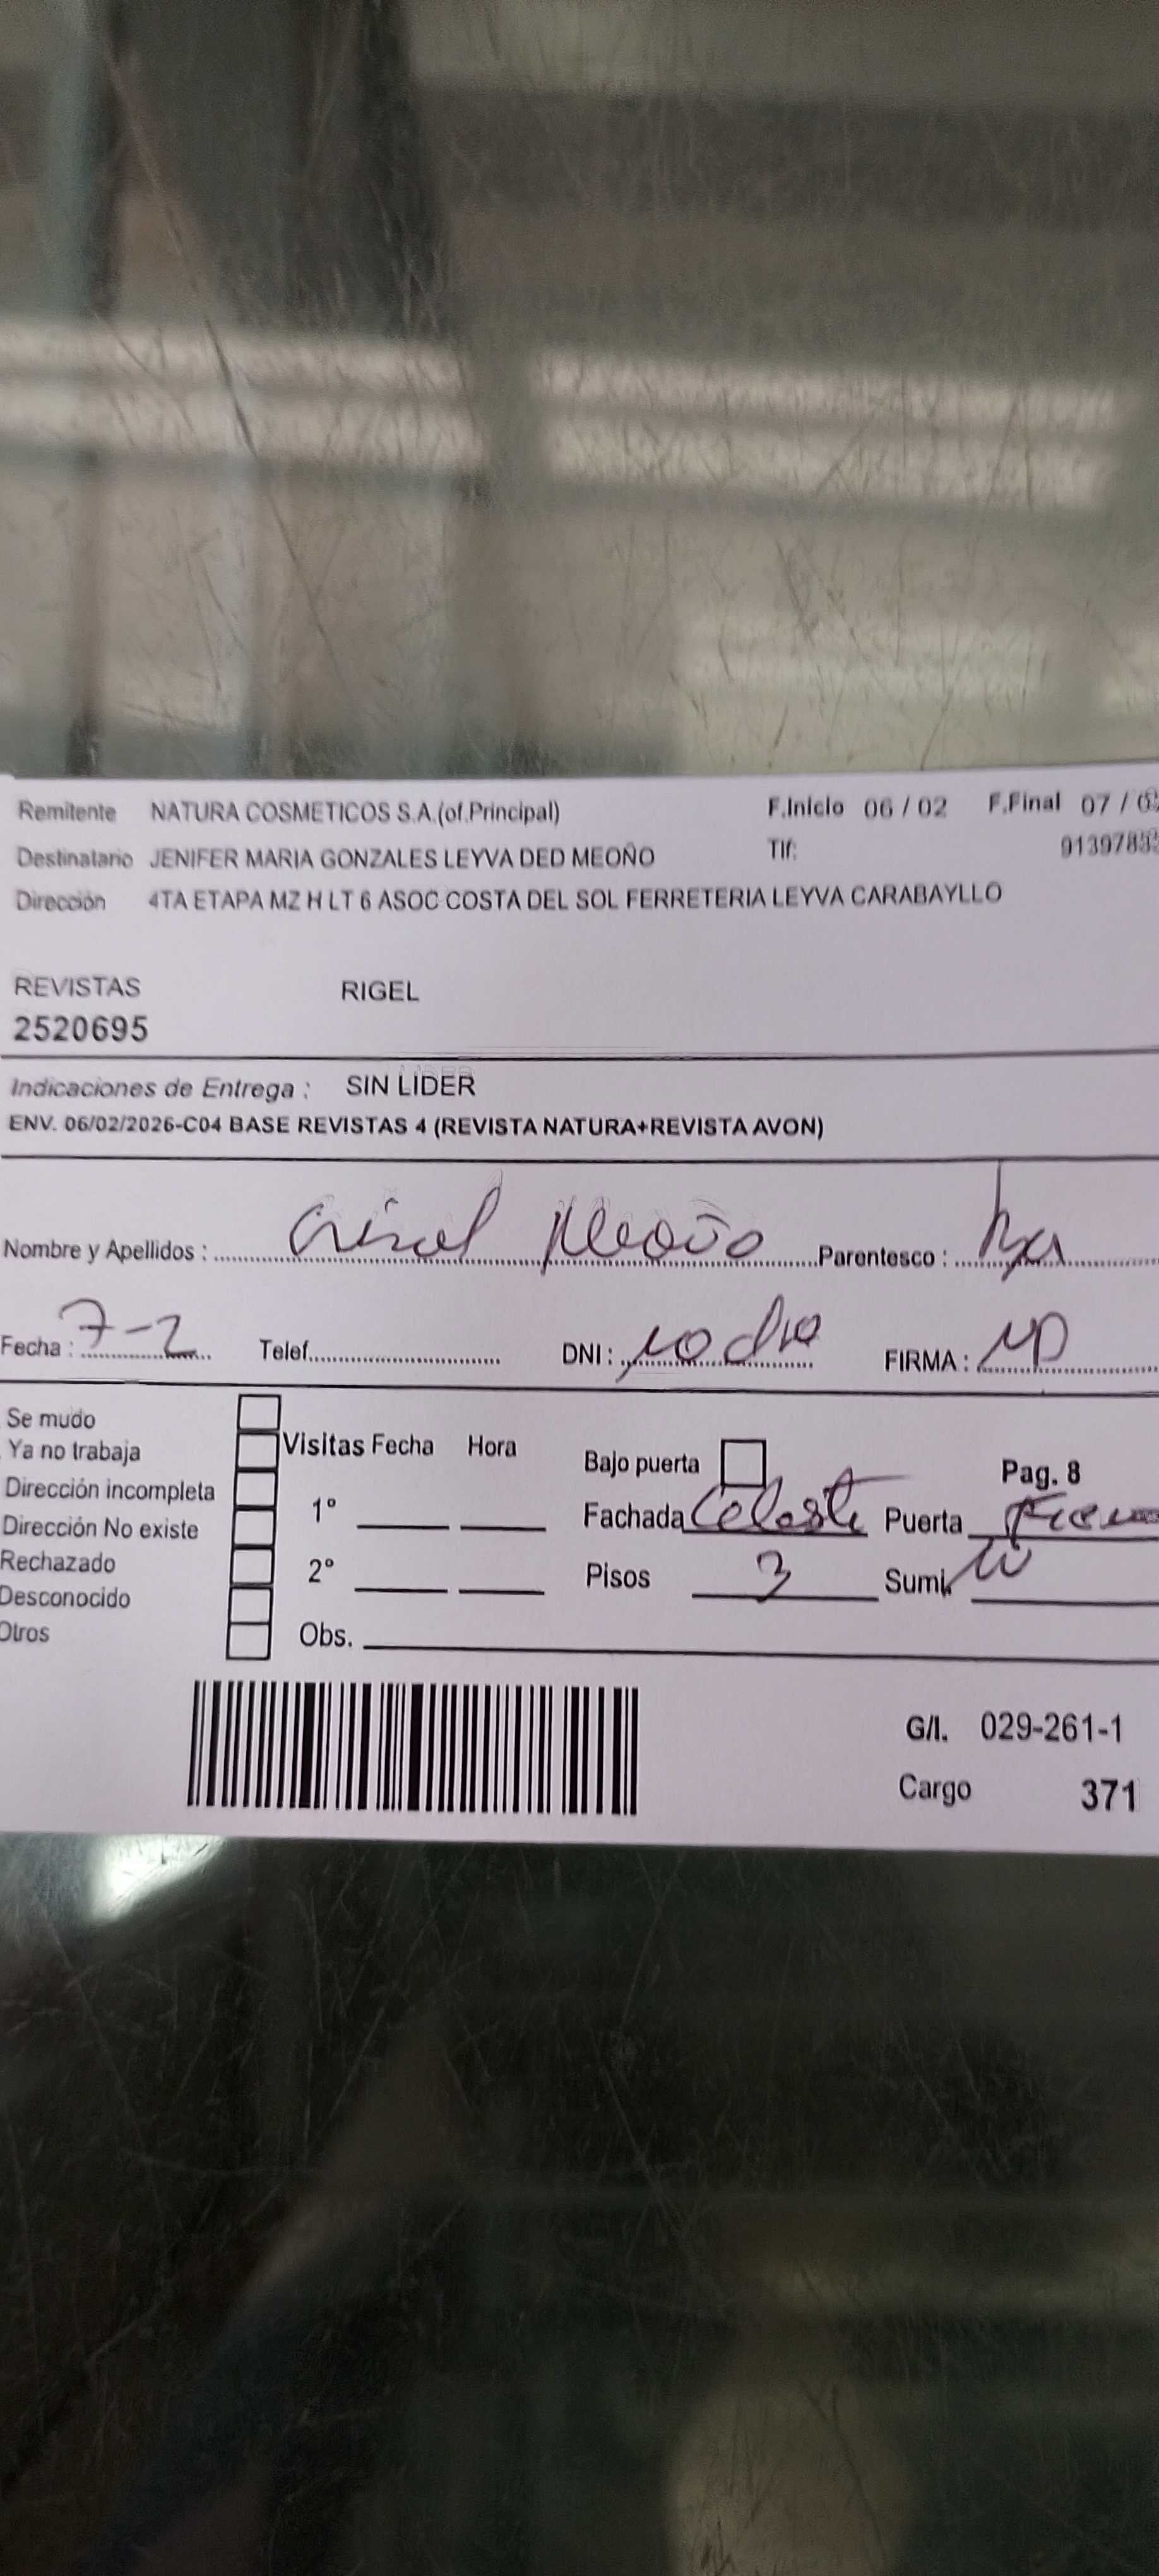 Remitente NATURA COSMETICOS S.A.(of.Principal) F.Inicio 06 / 02 F.Final 07 /
Destinatario JENIFER MARIA GONZALES LEYVA DED MEOÑO Tlf:
Dirección 4TA ETAPA MZ H LT 6 ASOC COSTA DEL SOL FERRETERIA LEYVA CARABAYLLO
REVISTAS RIGEL
2520695
Indicaciones de Entrega : SIN LIDER
ENV. 06/02/2026-C04 BASE REVISTAS 4 (REVISTA NATURA+REVISTA AVON)
Nombre y Apellidos : Meoño Parentesco :
Fecha : 7-2 Telef. DNI : no dio FIRMA :
Se mudo
Ya no trabaja Visitas Fecha Hora Bajo puerta Pag. 8
Dirección incompleta 1° Fachada Celeste Puerta
Dirección No existe
Rechazado 2° Pisos 3 Sumi.
Desconocido
Otros Obs.
G/I. 029-261-1
Cargo 371